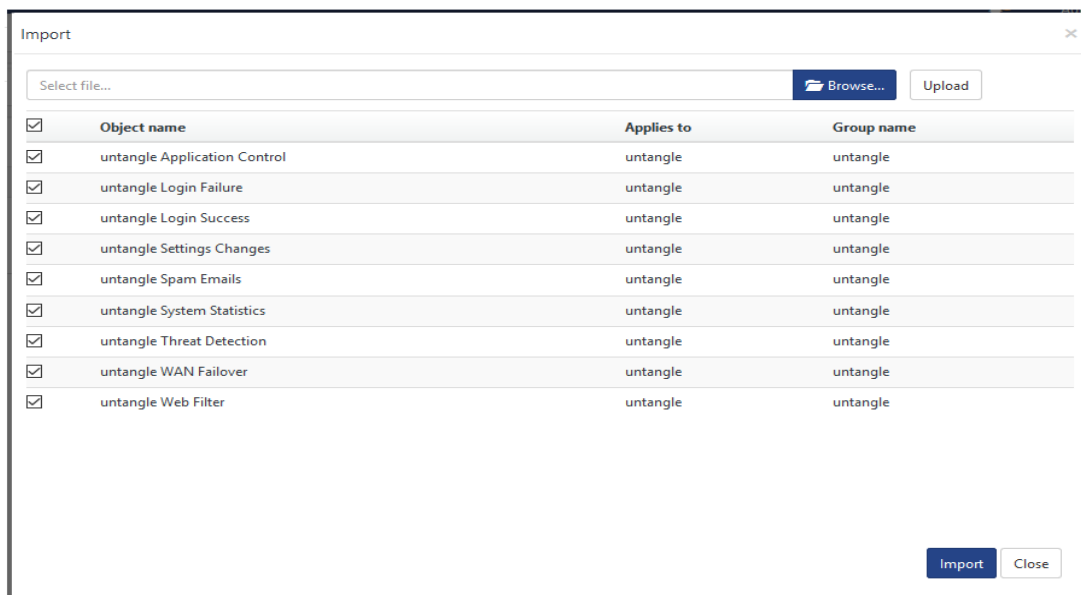 Import
Select file... Browse... Upload
Object name Applies to Group name
untangle Application Control untangle untangle
untangle Login Failure untangle untangle
untangle Login Success untangle untangle
untangle Settings Changes untangle untangle
untangle Spam Emails untangle untangle
untangle System Statistics untangle untangle
untangle Threat Detection untangle untangle
untangle WAN Failover untangle untangle
untangle Web Filter untangle untangle
Import Close